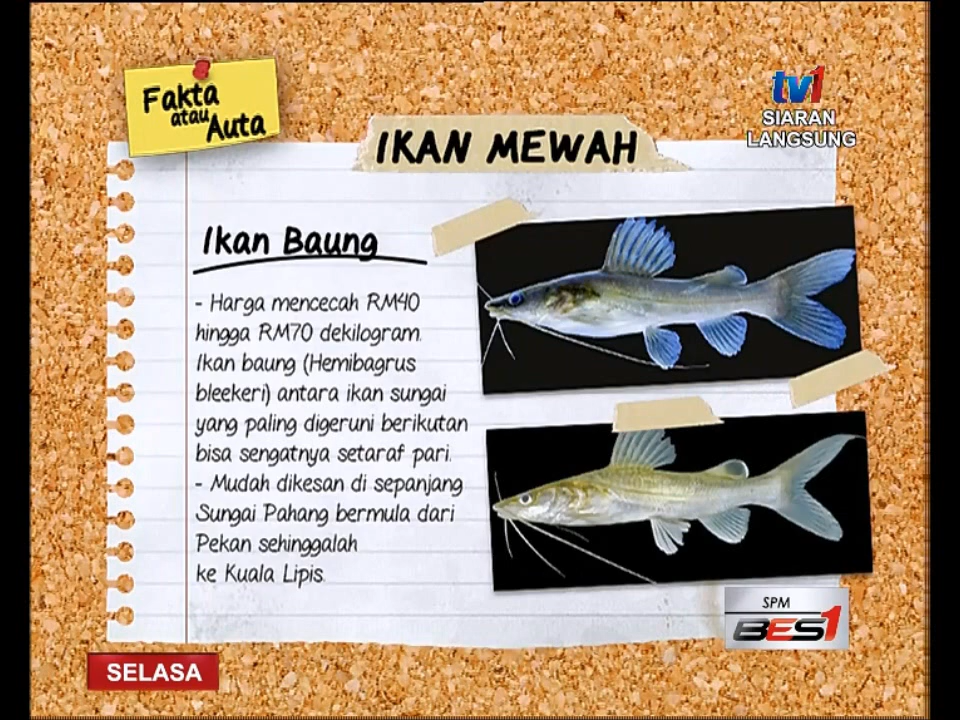 Fakta
atau
Auta
tv1
SIARAN
LANGSUNG
IKAN MEWAH
Ikan Baung
- Harga mencecah RM40
hingga RM70 dekilogram.
Ikan baung (Hemibagrus
bleekeri) antara ikan sungai
yang paling digeruni berikutan
bisa sengatnya setaraf pari.
- Mudah dikesan di sepanjang
Sungai Pahang bermula dari
Pekan sehinggalah
ke Kuala Lipis.
SPM
BES1
SELASA